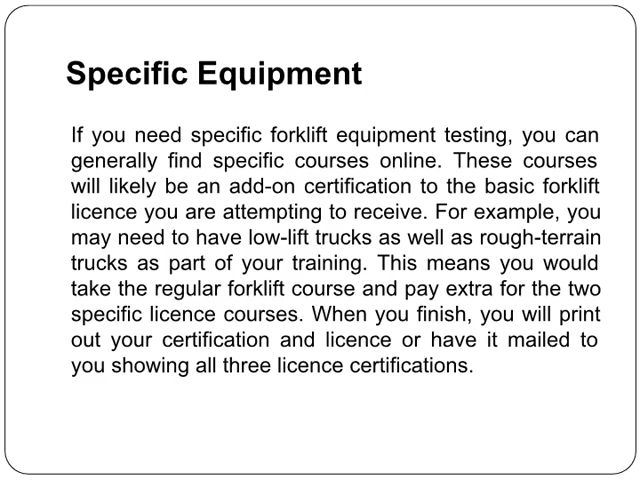 Specific Equipment
If you need specific forklift equipment testing, you can
generally find specific courses online. These courses
will likely be an add-on certification to the basic forklift
licence you are attempting to receive. For example, you
may need to have low-lift trucks as well as rough-terrain
trucks as part of your training. This means you would
take the regular forklift course and pay extra for the two
specific licence courses. When you finish, you will print
out your certification and licence or have it mailed to
you showing all three licence certifications.